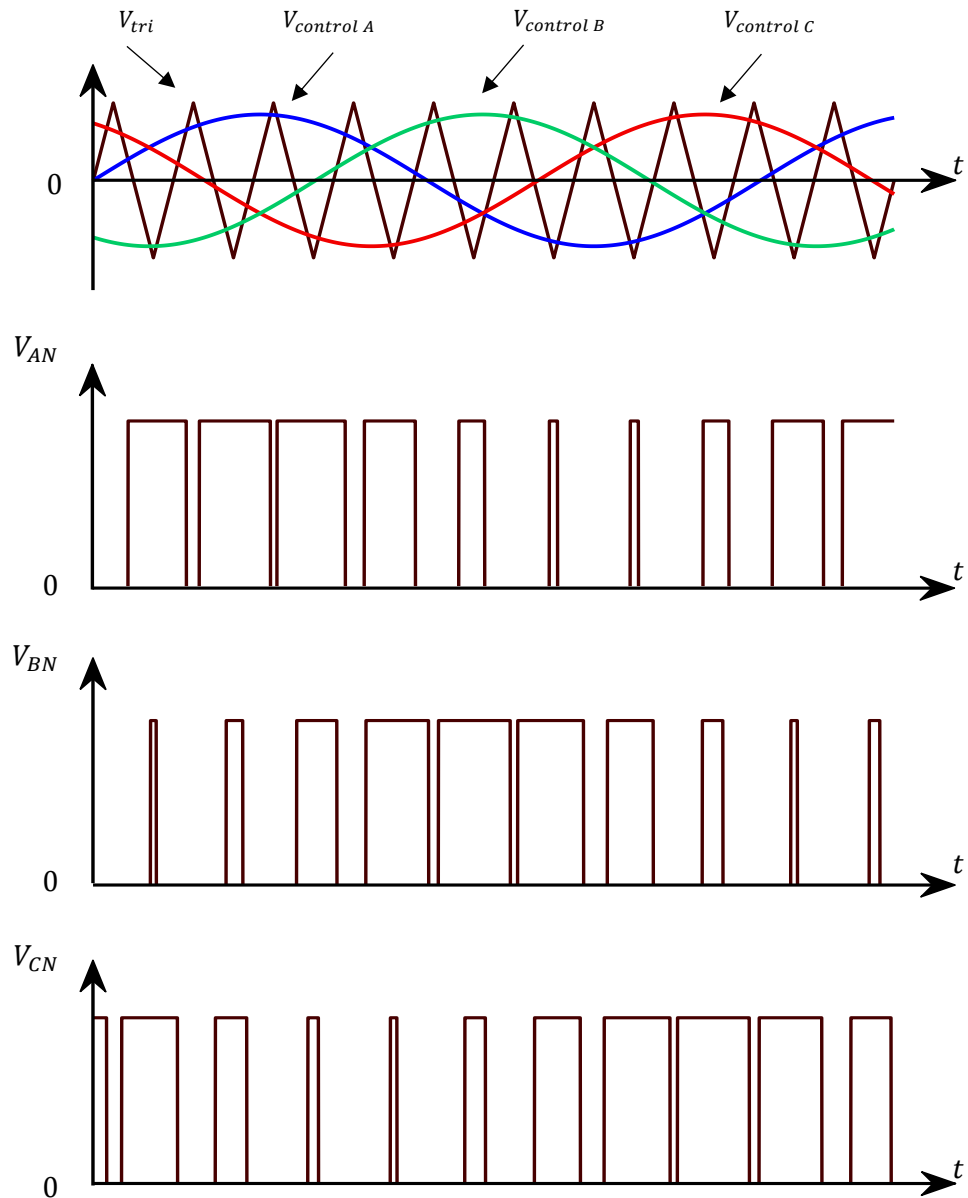 V_tri
V_control A
V_control B
V_control C
t
0
V_AN
0
t
V_BN
0
t
V_CN
0
t